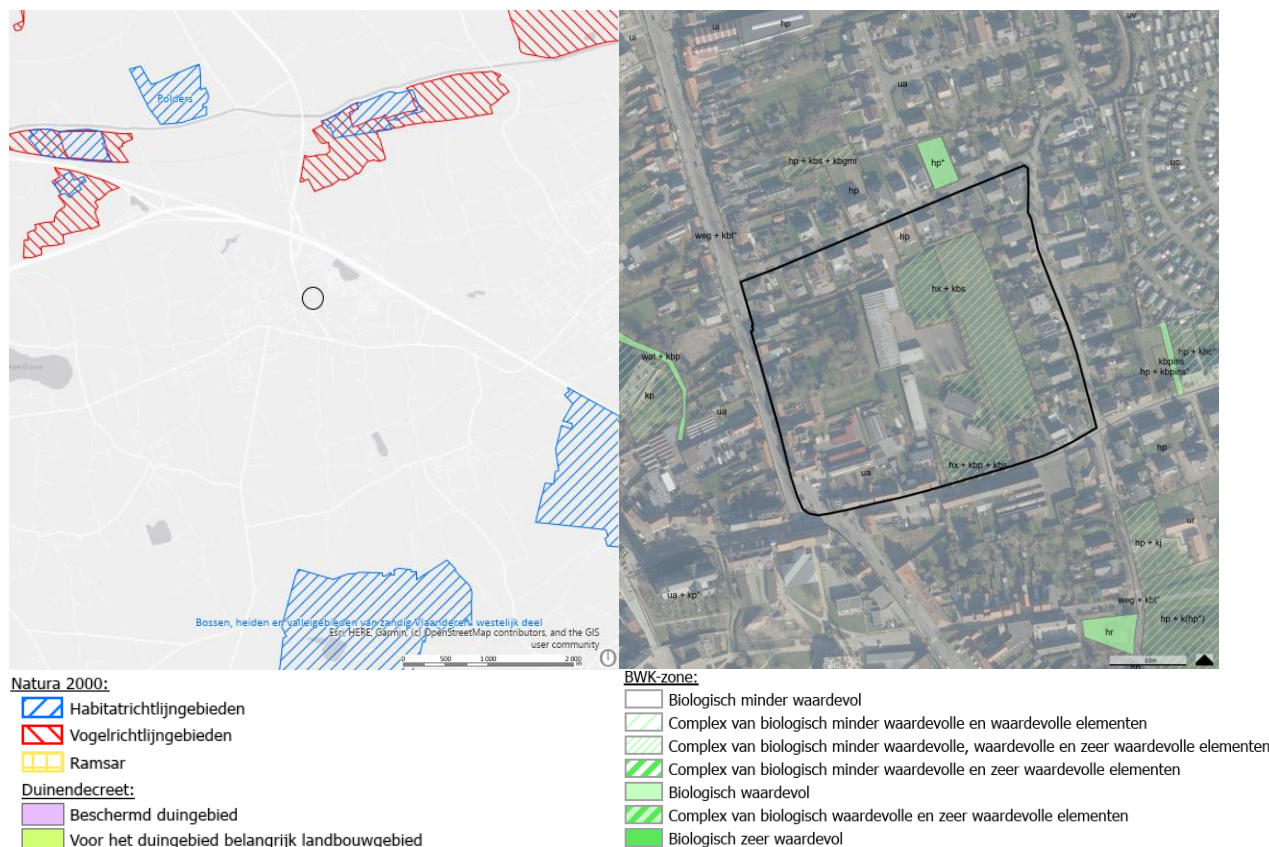 Polders
Bossen, heiden en valleigebieden van zandig Vlaanderen: westelijk deel
Esri, HERE, Garmin, (c) OpenStreetMap contributors, and the GIS
user community
0 500 1 000 2 000
m
ui
ui
hp
uv
ua
hp + kbs + kbgml
hp*
hp
uc
weg + kbt°
hp
hx + kbs
wat + kbp
kp
ua
hp + khc°
kbpins
hp + kbpins°
hp
ua
hx + kbp + kbs
ur
hp + kj
ua + kp°
weg + kbt°
hp + k(hp*)
hr
60m
Natura 2000:
Habitatrichtlijngebieden
Vogelrichtlijngebieden
Ramsar
Duinendecreet:
Beschermd duingebied
Voor het duingebied belangrijk landbouwgebied
BWK-zone:
Biologisch minder waardevol
Complex van biologisch minder waardevolle en waardevolle elementen
Complex van biologisch minder waardevolle, waardevolle en zeer waardevolle elementen
Complex van biologisch minder waardevolle en zeer waardevolle elementen
Biologisch waardevol
Complex van biologisch waardevolle en zeer waardevolle elementen
Biologisch zeer waardevol